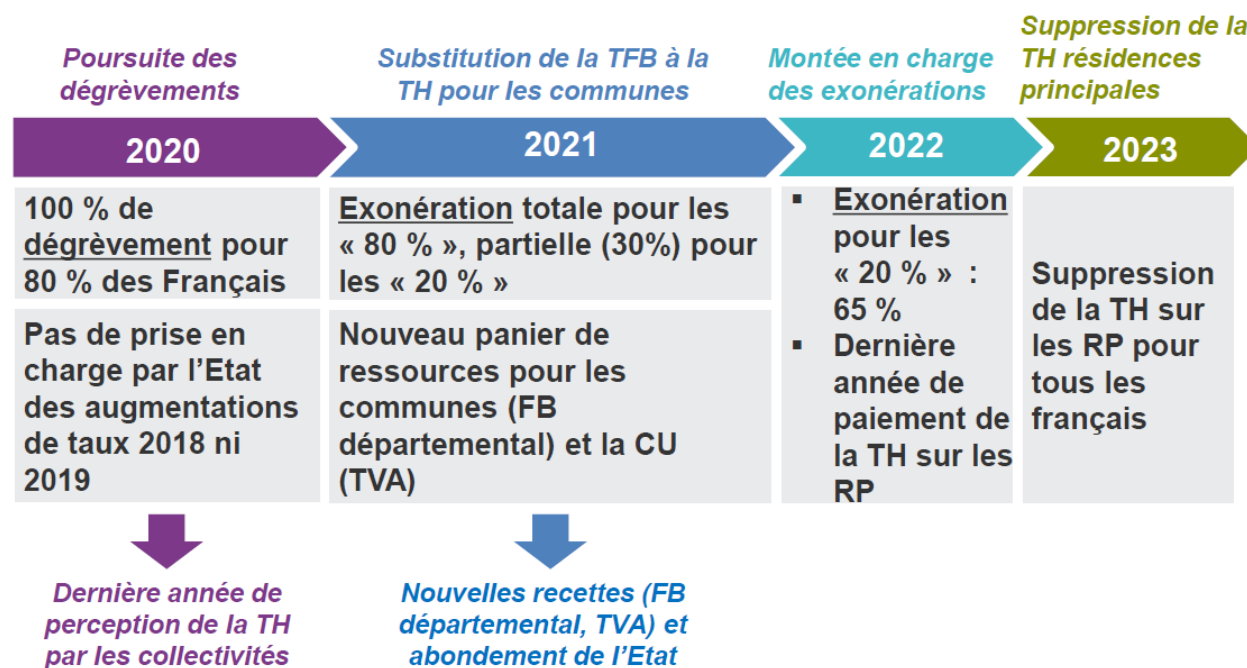 Poursuite des
dégrèvements
Substitution de la TFB à la
TH pour les communes
Montée en charge
des exonérations
Suppression de la
TH résidences
principales
2020
2021
2022
2023
100 % de
dégrèvement pour
80 % des Français
Pas de prise en
charge par l'Etat
des augmentations
de taux 2018 ni
2019
Exonération totale pour les
« 80 % », partielle (30%) pour
les « 20 % »
Nouveau panier de
ressources pour les
communes (FB
départemental) et la CU
(TVA)
▪ Exonération
pour les
« 20 % » :
65 %
▪ Dernière
année de
paiement de
la TH sur les
RP
Suppression
de la TH sur
les RP pour
tous les
français
Dernière année de
perception de la TH
par les collectivités
Nouvelles recettes (FB
départemental, TVA) et
abondement de l'Etat